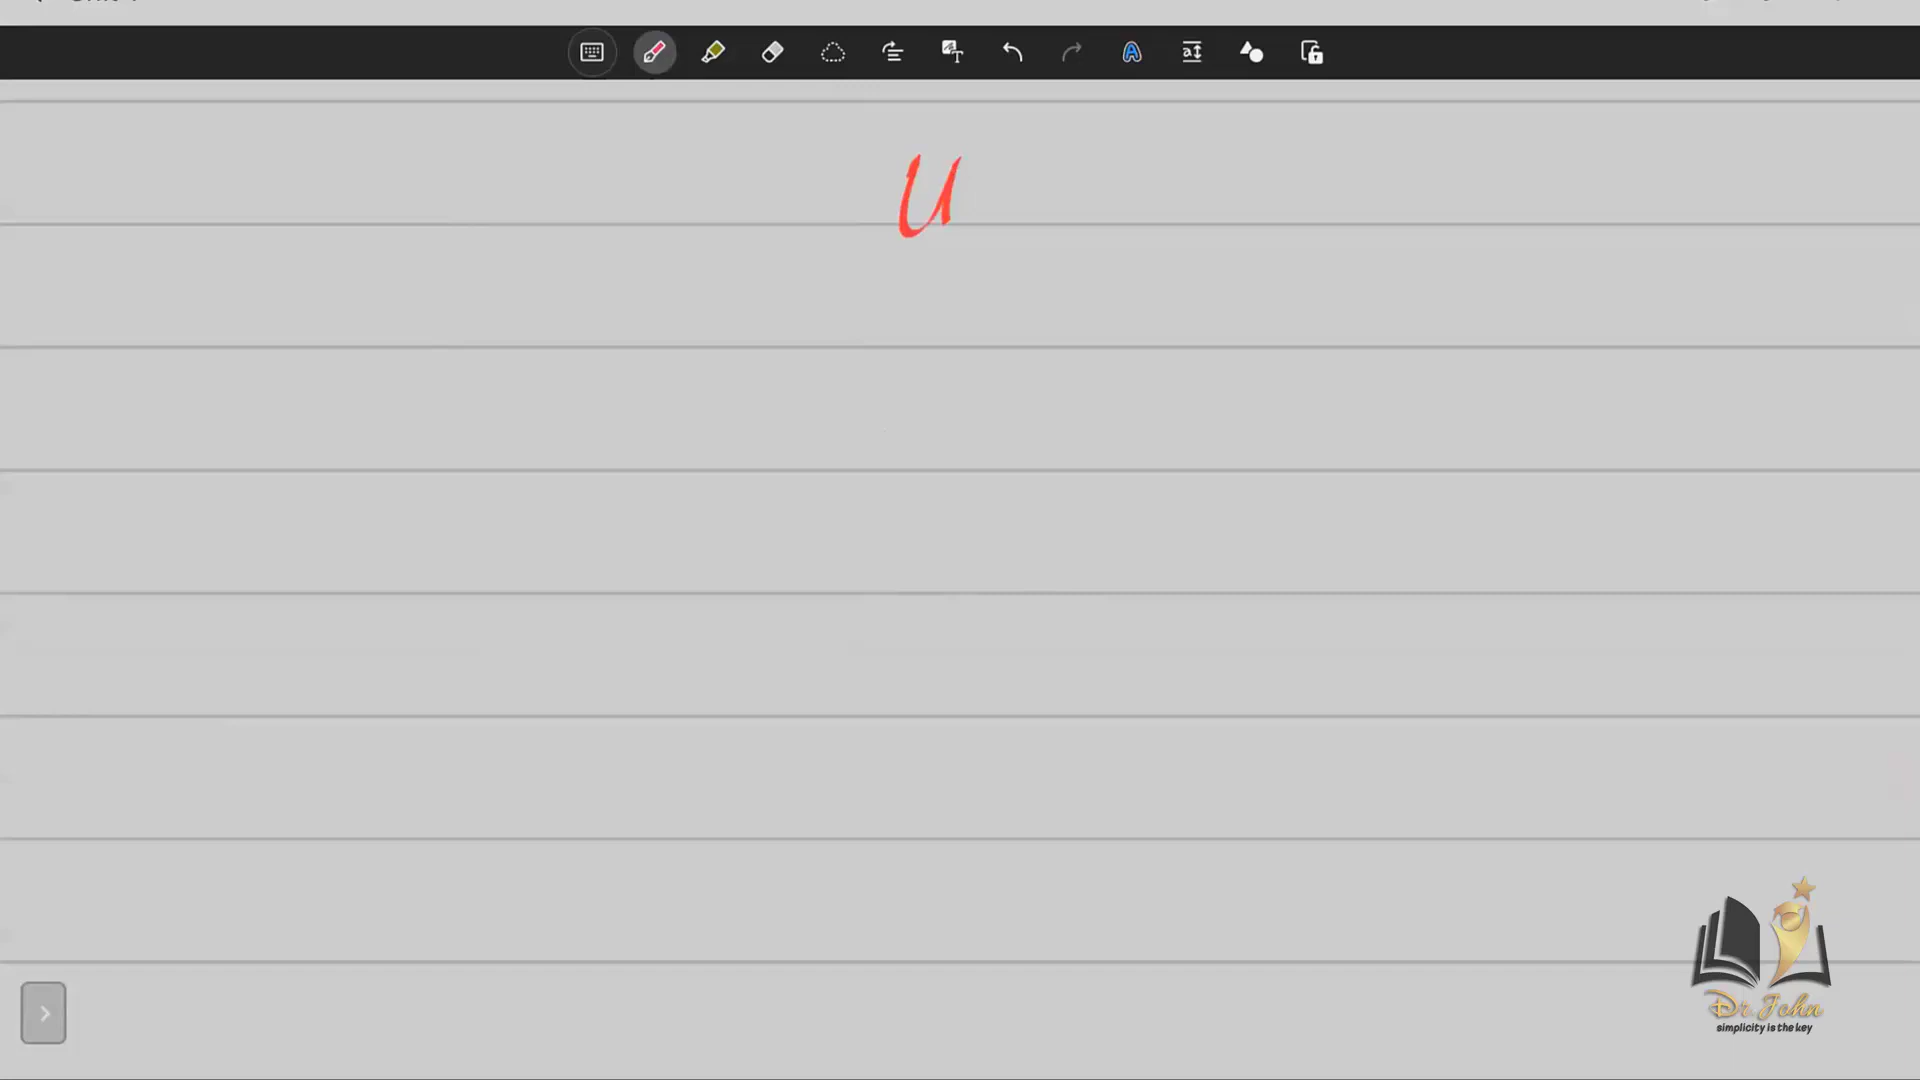 U
Dr. John
simplicity is the key